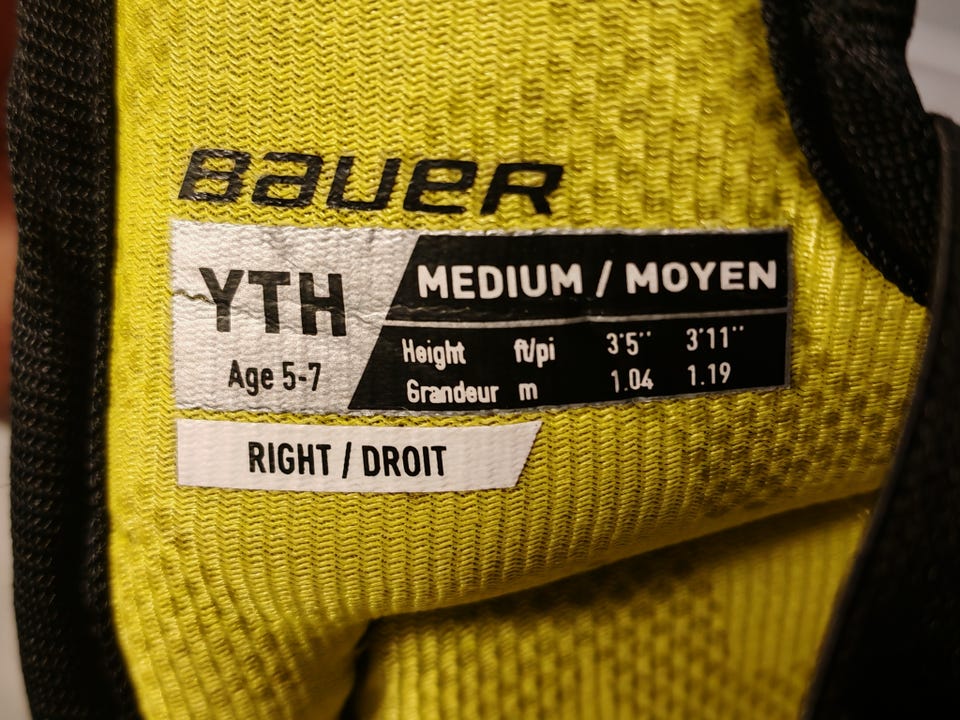 BAUER
YTH
Age 5-7
MEDIUM / MOYEN
Height ft/pi 3'5'' 3'11''
Grandeur m 1.04 1.19
RIGHT / DROIT